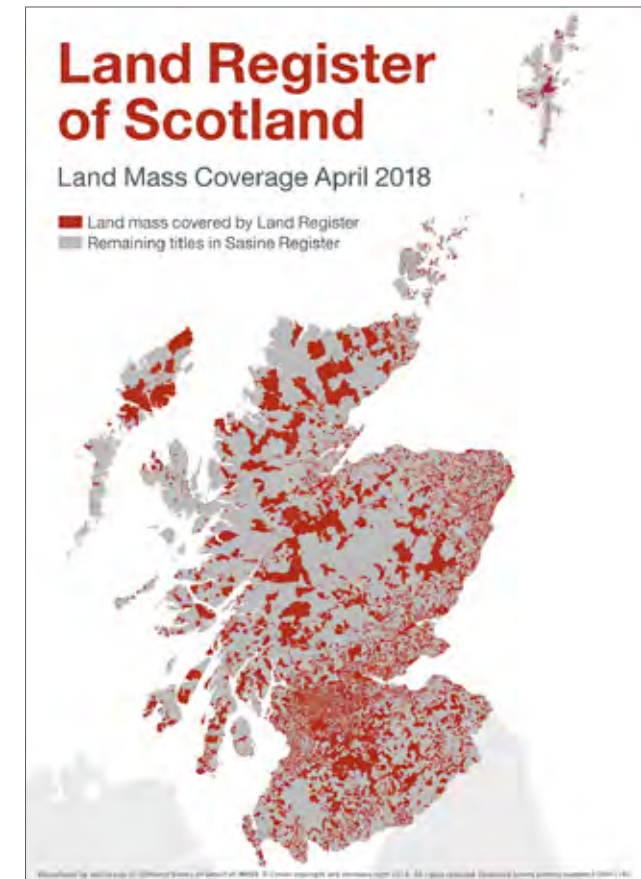 Land Register
of Scotland
Land Mass Coverage April 2018
Land mass covered by Land Register
Remaining titles in Sasine Register